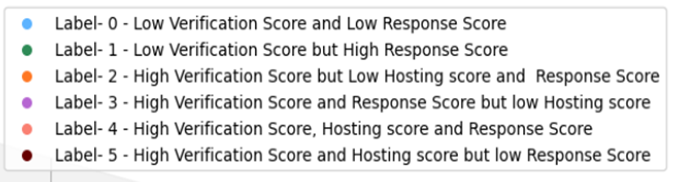 Label- 0 - Low Verification Score and Low Response Score
Label- 1 - Low Verification Score but High Response Score
Label- 2 - High Verification Score but Low Hosting score and  Response Score
Label- 3 - High Verification Score and Response Score but low Hosting score
Label- 4 - High Verification Score, Hosting score and Response Score
Label- 5 - High Verification Score and Hosting score but low Response Score